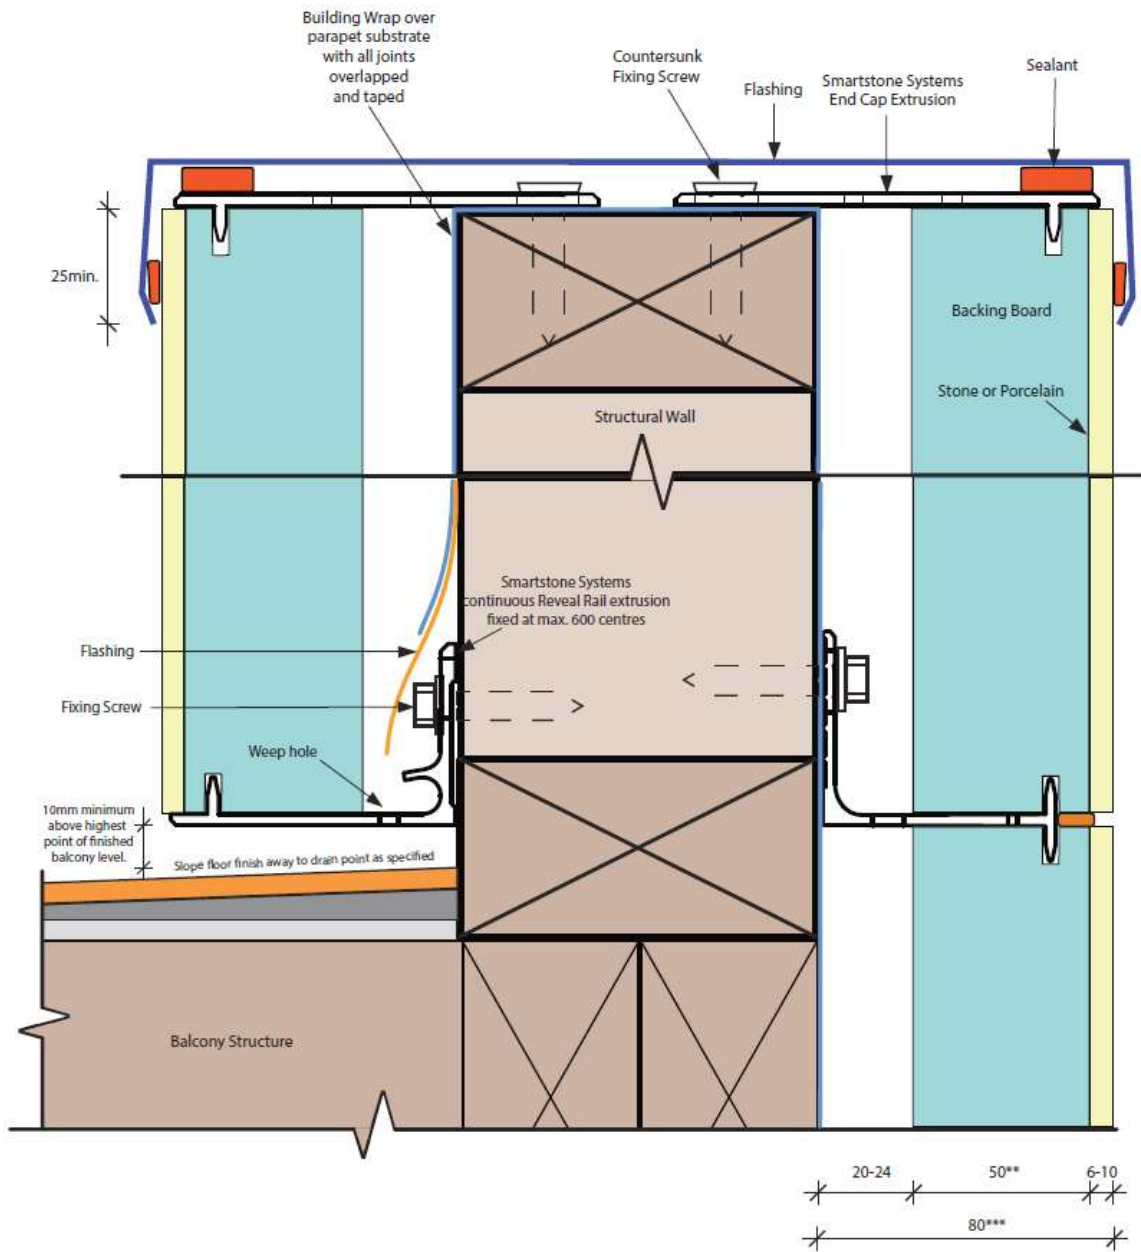 Building Wrap over
parapet substrate
with all joints
overlapped
and taped
Countersunk
Fixing Screw
Flashing
Smartstone Systems
End Cap Extrusion
Sealant
25min.
Backing Board
Stone or Porcelain
Structural Wall
Smartstone Systems
continuous Reveal Rail extrusion
fixed at max. 600 centres
Flashing
Fixing Screw
Weep hole
10mm minimum
above highest
point of finished
balcony level.
Slope floor finish away to drain point as specified
Balcony Structure
20-24
50**
6-10
80***